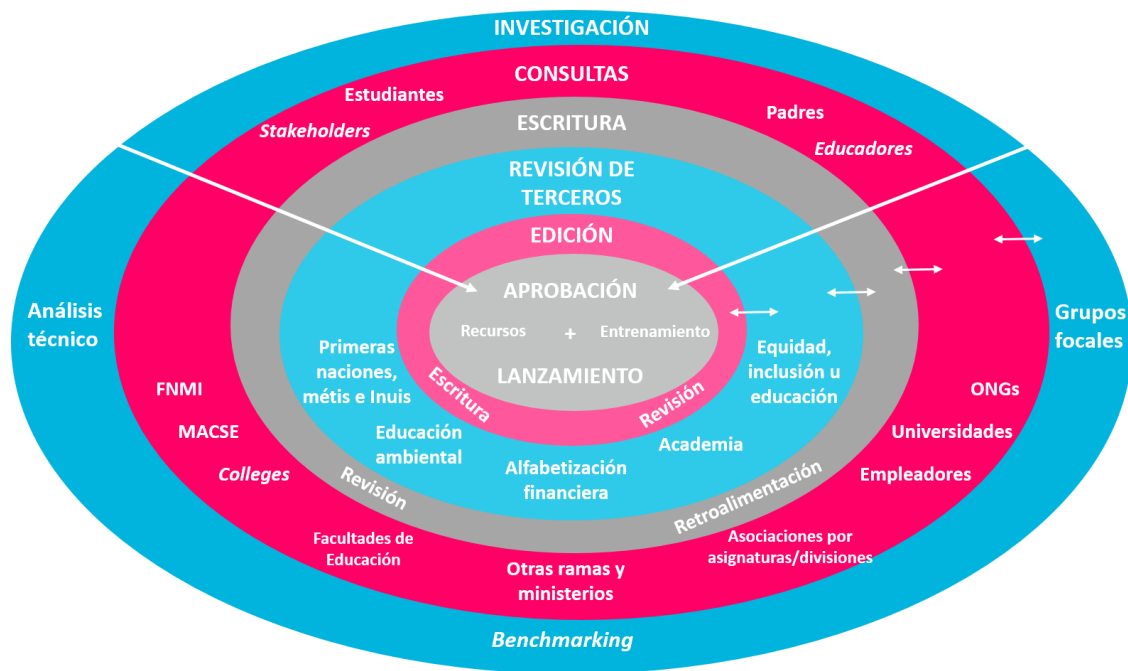 INVESTIGACIÓN
CONSULTAS
Estudiantes
Stakeholders
Padres
Educadores
ESCRITURA
REVISIÓN DE
TERCEROS
EDICIÓN
APROBACIÓN
Recursos + Entrenamiento
LANZAMIENTO
Escritura
Revisión
Análisis
técnico
Grupos
focales
Primeras
naciones,
métis e Inuis
Equidad,
inclusión u
educación
Educación
ambiental
Alfabetización
financiera
Academia
Revisión
Retroalimentación
FNMI
MACSE
Colleges
ONGs
Universidades
Empleadores
Facultades de
Educación
Otras ramas y
ministerios
Asociaciones por
asignaturas/divisiones
Benchmarking